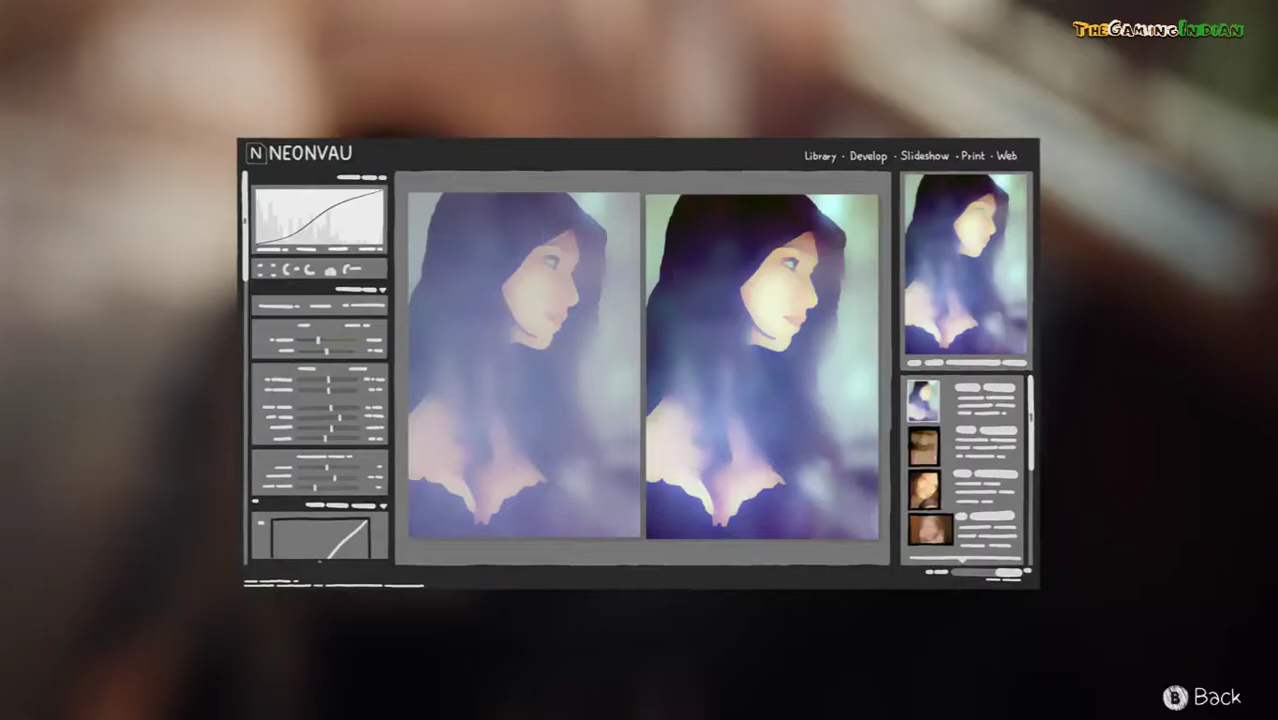 THEGAMINGINDIAN
N NEONVAU
Library · Develop · Slideshow · Print · Web
B Back